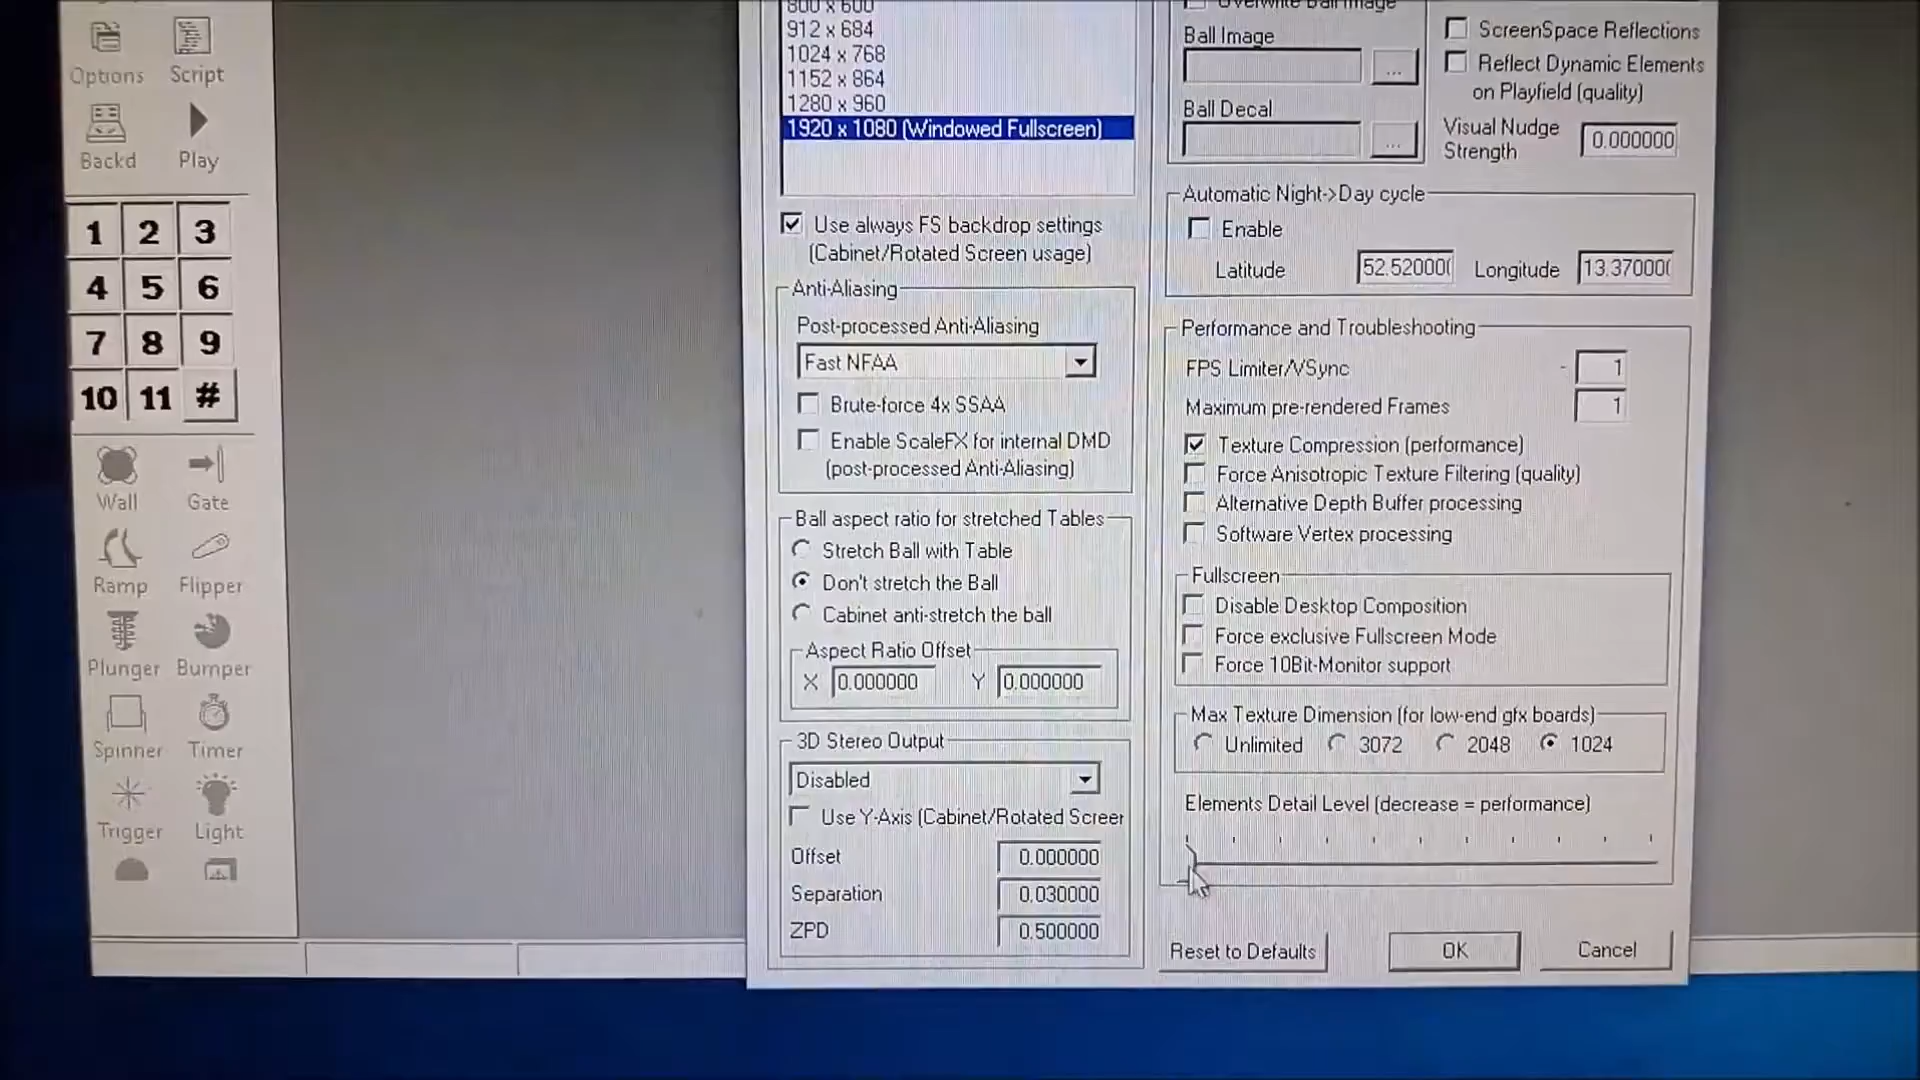 Options Script
Backd Play
1 2 3
4 5 6
7 8 9
10 11 #
Wall Gate
Ramp Flipper
Plunger Bumper
Spinner Timer
Trigger Light
800 x 600
912 x 684
1024 x 768
1152 x 864
1280 x 960
1920 x 1080 (Windowed Fullscreen)
Use always FS backdrop settings
(Cabinet/Rotated Screen usage)
Anti-Aliasing
Post-processed Anti-Aliasing
Fast NFAA
Brute-force 4x SSAA
Enable ScaleFX for internal DMD
(post-processed Anti-Aliasing)
Ball aspect ratio for stretched Tables
Stretch Ball with Table
Don't stretch the Ball
Cabinet anti-stretch the ball
Aspect Ratio Offset
X 0.000000 Y 0.000000
3D Stereo Output
Disabled
Use Y-Axis (Cabinet/Rotated Screer
Offset 0.000000
Separation 0.030000
ZPD 0.500000
Overwrite Ball Image
Ball Image
...
Ball Decal
...
ScreenSpace Reflections
Reflect Dynamic Elements
on Playfield (quality)
Visual Nudge
Strength 0.000000
Automatic Night->Day cycle
Enable
Latitude 52.52000( Longitude 13.37000(
Performance and Troubleshooting
FPS Limiter/VSync - 1
Maximum pre-rendered Frames 1
Texture Compression (performance)
Force Anisotropic Texture Filtering (quality)
Alternative Depth Buffer processing
Software Vertex processing
Fullscreen
Disable Desktop Composition
Force exclusive Fullscreen Mode
Force 10Bit-Monitor support
Max Texture Dimension (for low-end gfx boards)
Unlimited 3072 2048 1024
Elements Detail Level (decrease = performance)
Reset to Defaults OK Cancel